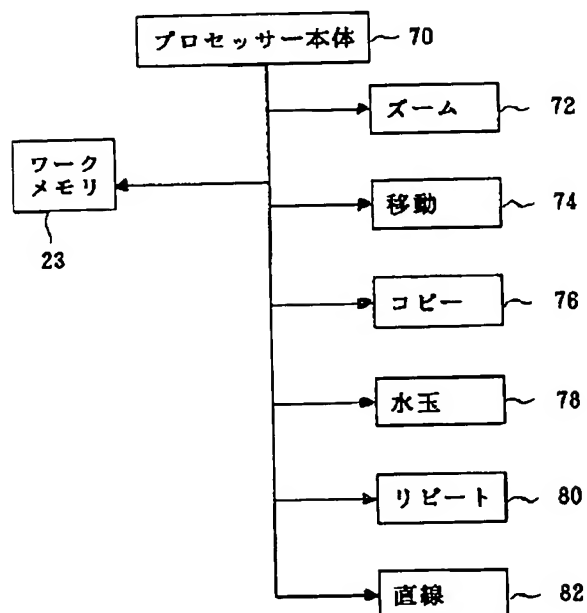 プロセッサー本体 70
ズーム 72
ワーク
メモリ
23
移動 74
コピー 76
水玉 78
リピート 80
直線 82